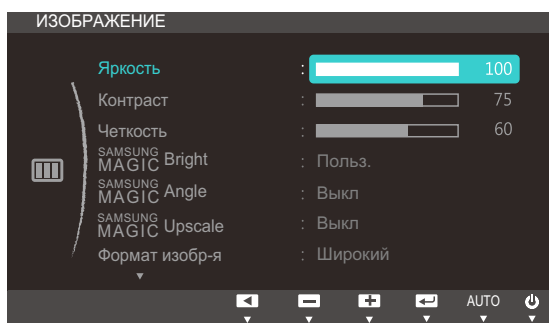 ИЗОБРАЖЕНИЕ
Яркость : 100
Контраст : 75
Четкость : 60
SAMSUNG MAGIC Bright : Польз.
SAMSUNG MAGIC Angle : Выкл
SAMSUNG MAGIC Upscale : Выкл
Формат изобр-я : Широкий
AUTO